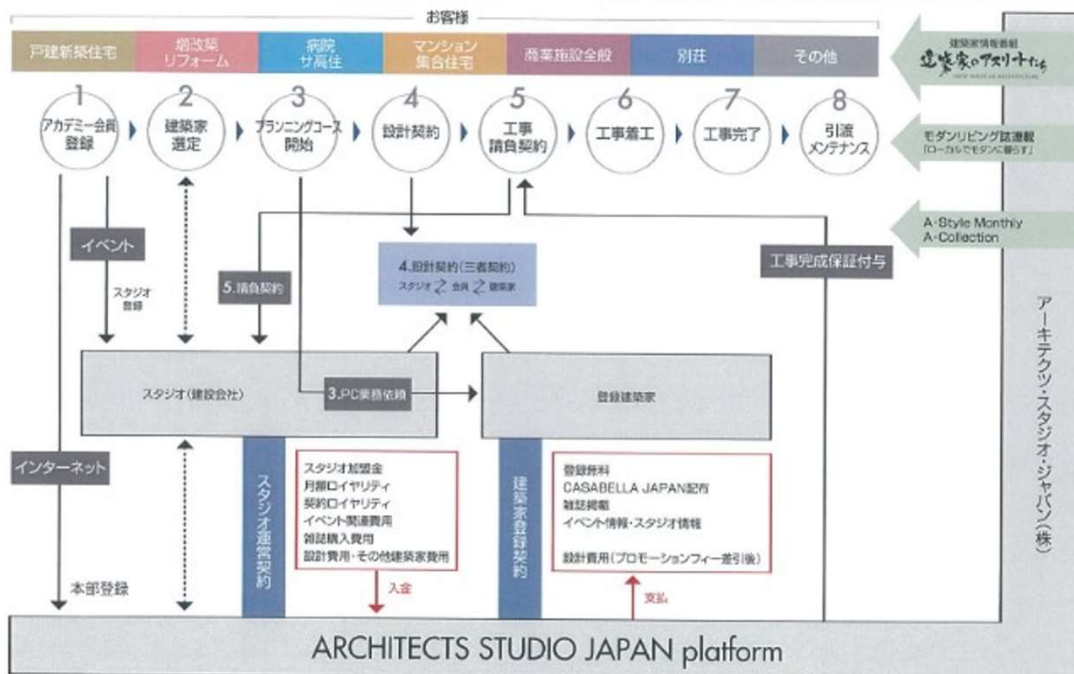 お客様
戸建新築住宅
増改築
リフォーム
病院
サ高住
マンション
集合住宅
商業施設全般
別荘
その他
建築家情報番組
建築家のアスリートたち
モダンリビング誌連載
「ローカルでモダンに暮らす」
A-Style Monthly
A-Collection
アーキテクツ・スタジオ・ジャパン(株)
1
アカデミー会員
登録
2
建築家
選定
3
プランニングコース
開始
4
設計契約
5
工事
請負契約
6
工事着工
7
工事完了
8
引渡
メンテナンス
イベント
スタジオ
登録
5.請負契約
4.設計契約(三者契約)
スタジオ 会員 建築家
工事完成保証付与
スタジオ(建設会社)
3.PC業務依頼
登録建築家
インターネット
本部登録
スタジオ運営契約
スタジオ加盟金
月額ロイヤリティ
契約ロイヤリティ
イベント関連費用
雑誌購入費用
設計費用・その他建築家費用
入金
建築家登録契約
登録無料
CASABELLA JAPAN配布
雑誌掲載
イベント情報・スタジオ情報
設計費用(プロモーションフィー差引後)
支払
ARCHITECTS STUDIO JAPAN platform